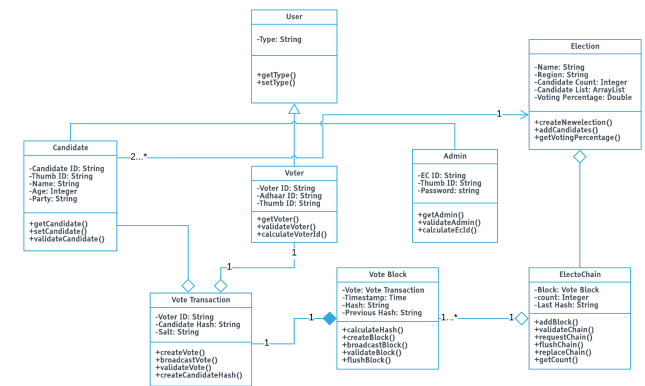 User
-Type: String
+getType()
+setType()
Election
-Name: String
-Region: String
-Candidate Count: Integer
-Candidate List: ArrayList
-Voting Percentage: Double
+createNewelection()
+addCandidates()
+getVotingPercentage()
1
2...*
Candidate
-Candidate ID: String
-Thumb ID: String
-Name: String
-Age: Integer
-Party: String
+getCandidate()
+setCandidate()
+validateCandidate()
Voter
-Voter ID: String
-Adhaar ID: String
-Thumb ID: String
+getVoter()
+validateVoter()
+calculateVoterId()
Admin
-EC ID: String
-Thumb ID: String
-Password: string
+getAdmin()
+validateAdmin()
+calculateEcId()
1
1
Vote Transaction
-Voter ID: String
-Candidate Hash: String
-Salt: String
+createVote()
+broadcastVote()
+validateVote()
+createCandidateHash()
1
1
Vote Block
-Vote: Vote Transaction
-Timestamp: Time
-Hash: String
-Previous Hash: String
+calculateHash()
+createBlock()
+broadcastBlock()
+validateBlock()
+flushBlock()
1...*
1
ElectoChain
-Block: Vote Block
-count: Integer
-Last Hash: String
+addBlock()
+validateChain()
+requestChain()
+flushChain()
+replaceChain()
+getCount()